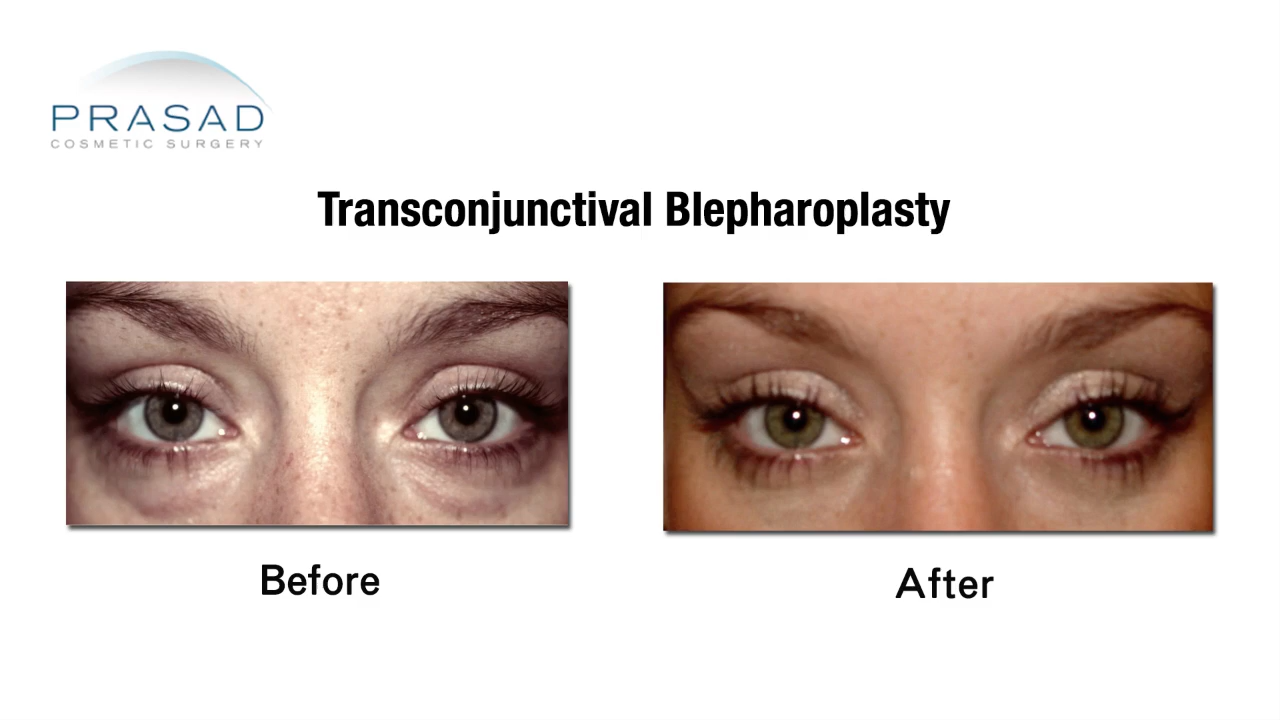 PRASAD
COSMETIC SURGERY
Transconjunctival Blepharoplasty
Before
After